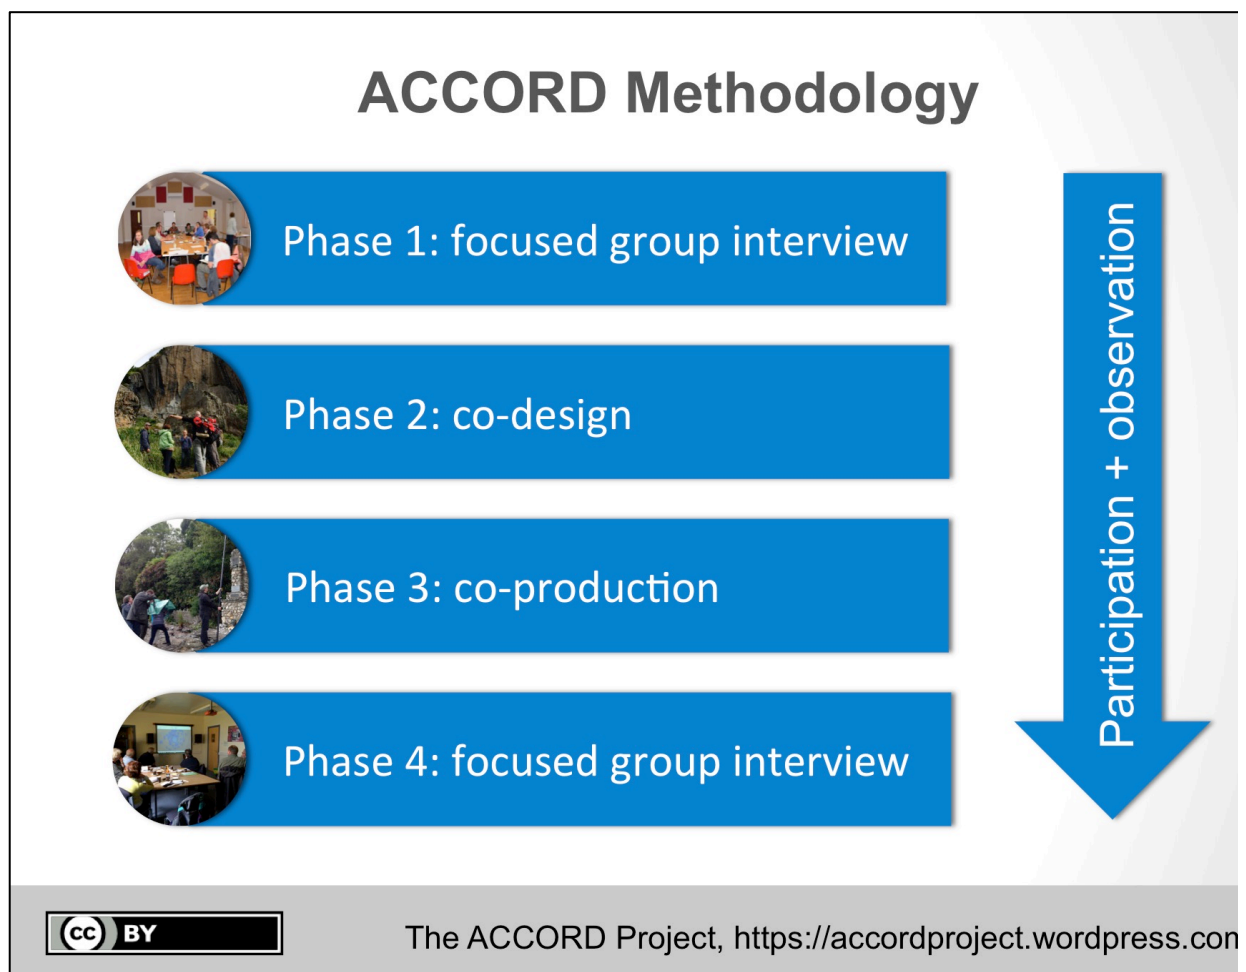 ACCORD Methodology
Phase 1: focused group interview
Phase 2: co-design
Phase 3: co-production
Phase 4: focused group interview
Participation + observation
cc BY
The ACCORD Project, https://accordproject.wordpress.com